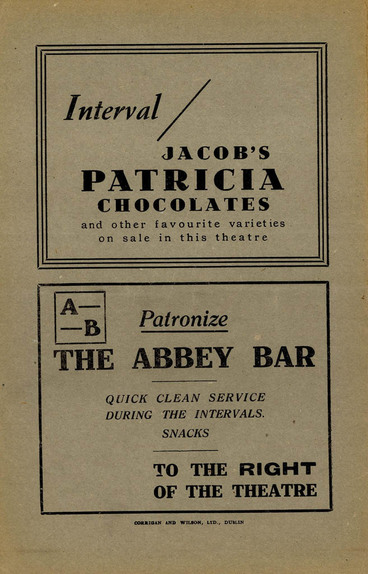 Interval /
JACOB'S
PATRICIA
CHOCOLATES
and other favourite varieties
on sale in this theatre
A—
—B
Patronize
THE ABBEY BAR
QUICK CLEAN SERVICE
DURING THE INTERVALS.
SNACKS
TO THE RIGHT
OF THE THEATRE
CORRIGAN AND WILSON, LTD., DUBLIN